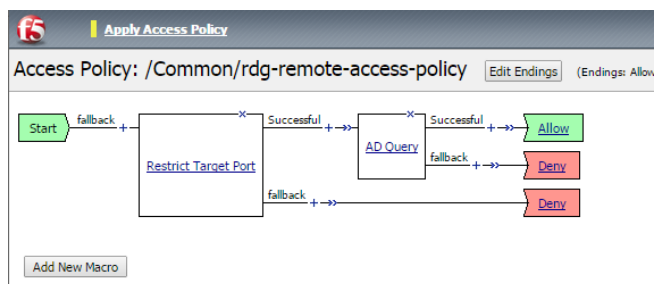 f5
Apply Access Policy
Access Policy: /Common/rdg-remote-access-policy Edit Endings (Endings: Allow
Start fallback + Restrict Target Port x Successful + AD Query x Successful + Allow
fallback + Deny
fallback + Deny
Add New Macro